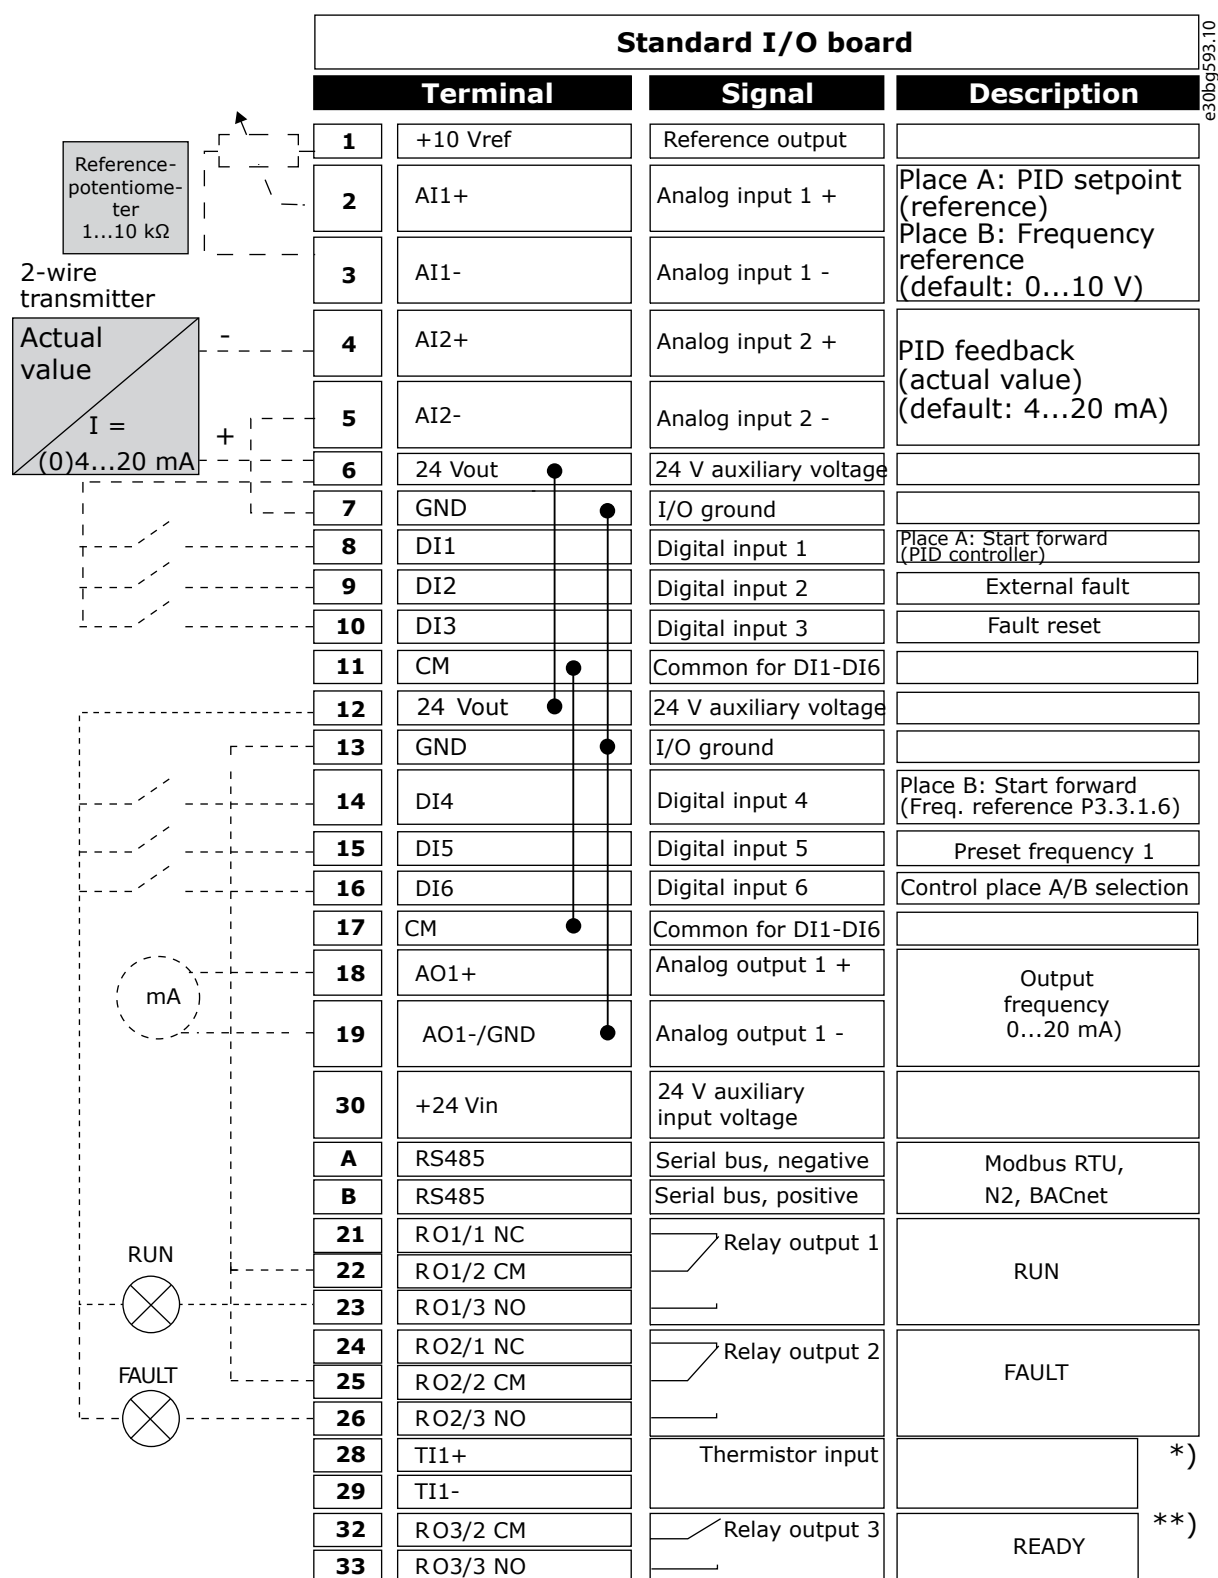 Standard I/O board
e30bg593.10
Terminal Signal Description
1 +10 Vref Reference output
Reference-
potentiome-
ter
1...10 kΩ
2 AI1+ Analog input 1 +
3 AI1- Analog input 1 -
Place A: PID setpoint
(reference)
Place B: Frequency
reference
(default: 0...10 V)
2-wire
transmitter
Actual
value
I =
(0)4...20 mA
-
+
4 AI2+ Analog input 2 +
5 AI2- Analog input 2 -
PID feedback
(actual value)
(default: 4...20 mA)
6 24 Vout 24 V auxiliary voltage
7 GND I/O ground
8 DI1 Digital input 1
Place A: Start forward
(PID controller)
9 DI2 Digital input 2 External fault
10 DI3 Digital input 3 Fault reset
11 CM Common for DI1-DI6
12 24 Vout 24 V auxiliary voltage
13 GND I/O ground
14 DI4 Digital input 4
Place B: Start forward
(Freq. reference P3.3.1.6)
15 DI5 Digital input 5 Preset frequency 1
16 DI6 Digital input 6 Control place A/B selection
17 CM Common for DI1-DI6
mA
18 AO1+ Analog output 1 +
19 AO1-/GND Analog output 1 -
Output
frequency
0...20 mA)
30 +24 Vin
24 V auxiliary
input voltage
A RS485 Serial bus, negative
B RS485 Serial bus, positive
Modbus RTU,
N2, BACnet
21 RO1/1 NC Relay output 1
RUN
22 RO1/2 CM RUN
23 RO1/3 NO
24 RO2/1 NC Relay output 2
FAULT
25 RO2/2 CM FAULT
26 RO2/3 NO
28 TI1+ Thermistor input *)
29 TI1-
32 RO3/2 CM Relay output 3 READY **)
33 RO3/3 NO